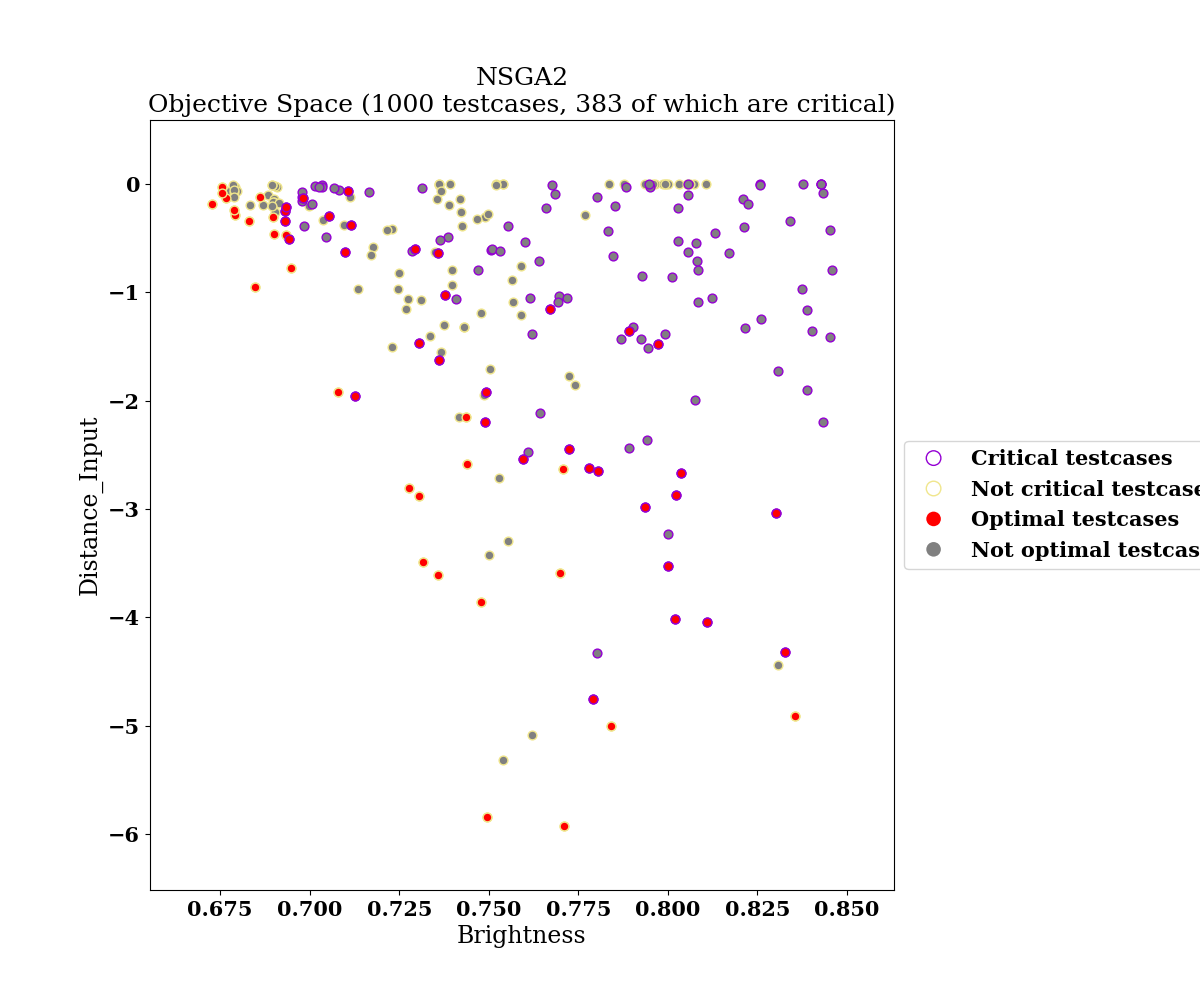 NSGA2
Objective Space (1000 testcases, 383 of which are critical)
0
−1
−2
−3
−4
−5
−6
Distance_Input
0.675 0.700 0.725 0.750 0.775 0.800 0.825 0.850
Brightness
Critical testcases
Not critical testcase
Optimal testcases
Not optimal testcas